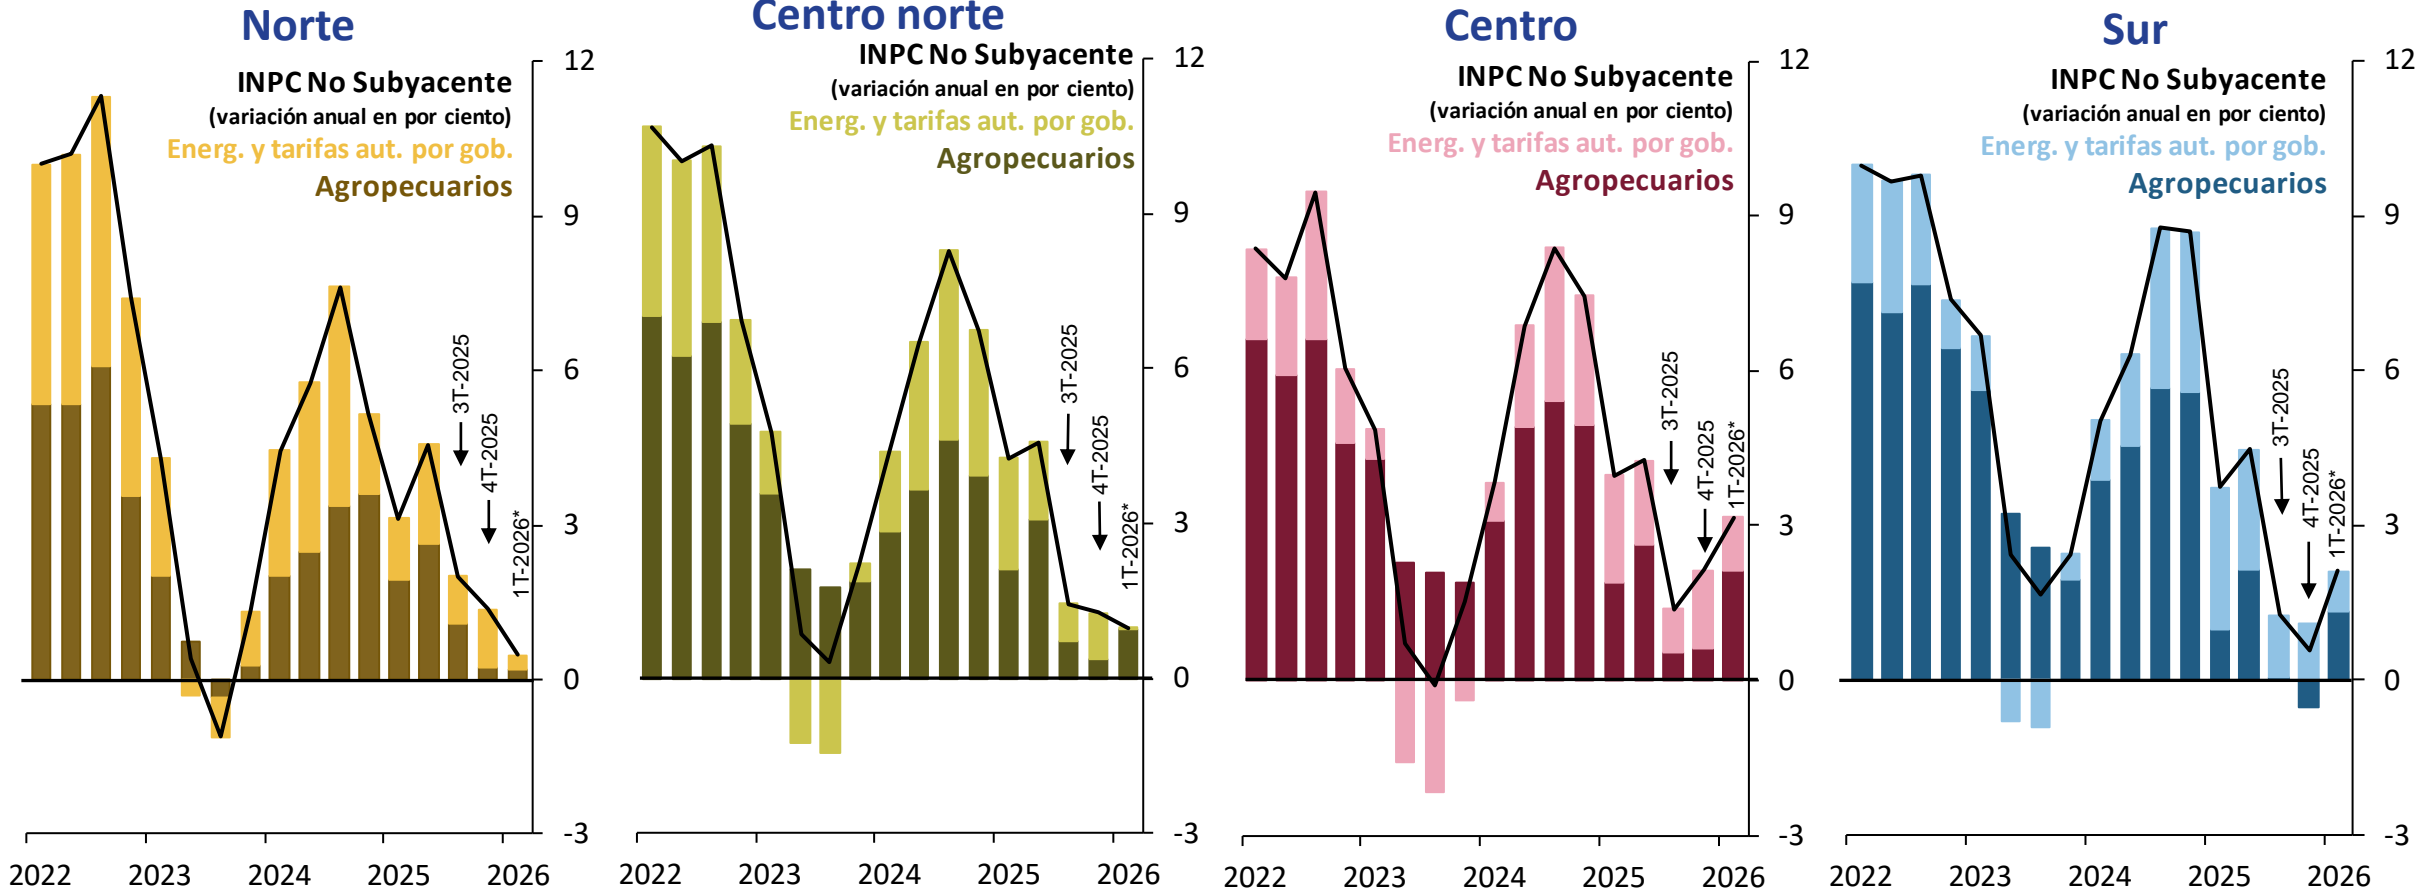 Norte
INPC No Subyacente
(variación anual en por ciento)
Energ. y tarifas aut. por gob.
Agropecuarios
3T-2025
4T-2025
1T-2026*
12
9
6
3
0
-3
2022 2023 2024 2025 2026
Centro norte
INPC No Subyacente
(variación anual en por ciento)
Energ. y tarifas aut. por gob.
Agropecuarios
3T-2025
4T-2025
1T-2026*
12
9
6
3
0
-3
2022 2023 2024 2025 2026
Centro
INPC No Subyacente
(variación anual en por ciento)
Energ. y tarifas aut. por gob.
Agropecuarios
3T-2025
4T-2025
1T-2026*
12
9
6
3
0
-3
2022 2023 2024 2025 2026
Sur
INPC No Subyacente
(variación anual en por ciento)
Energ. y tarifas aut. por gob.
Agropecuarios
3T-2025
4T-2025
1T-2026*
12
9
6
3
0
-3
2022 2023 2024 2025 2026